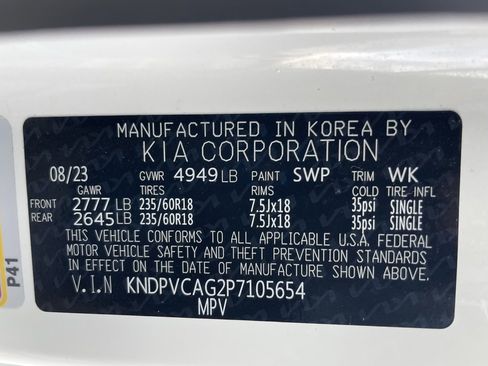 MANUFACTURED IN KOREA BY
KIA CORPORATION
08/23 GVWR 4949 LB PAINT SWP TRIM WK
GAWR TIRES RIMS COLD TIRE INFL
FRONT 2777 LB 235/60R18 7.5Jx18 35psi SINGLE
REAR 2645 LB 235/60R18 7.5Jx18 35psi SINGLE
THIS VEHICLE CONFORMS TO ALL APPLICABLE U.S.A. FEDERAL
MOTOR VEHICLE SAFETY AND THEFT PREVENTION STANDARDS
IN EFFECT ON THE DATE OF MANUFACTURE SHOWN ABOVE.
V.I.N KNDPVCAG2P7105654
MPV
P41